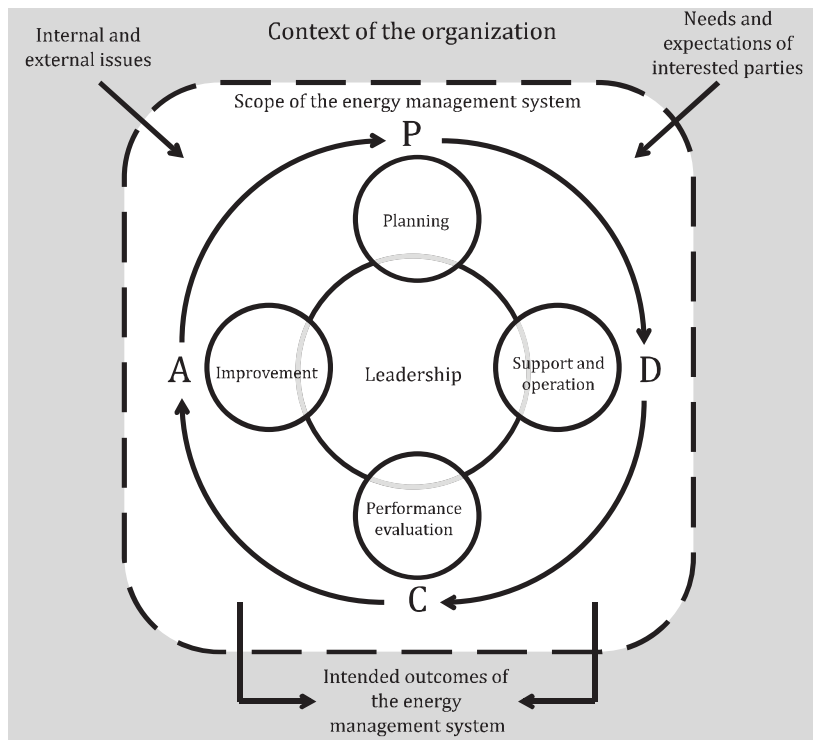 Internal and
external issues
Context of the organization
Needs and
expectations of
interested parties
Scope of the energy management system
P
Planning
A
Improvement
Leadership
Support and
operation
D
Performance
evaluation
C
Intended outcomes of
the energy
management system